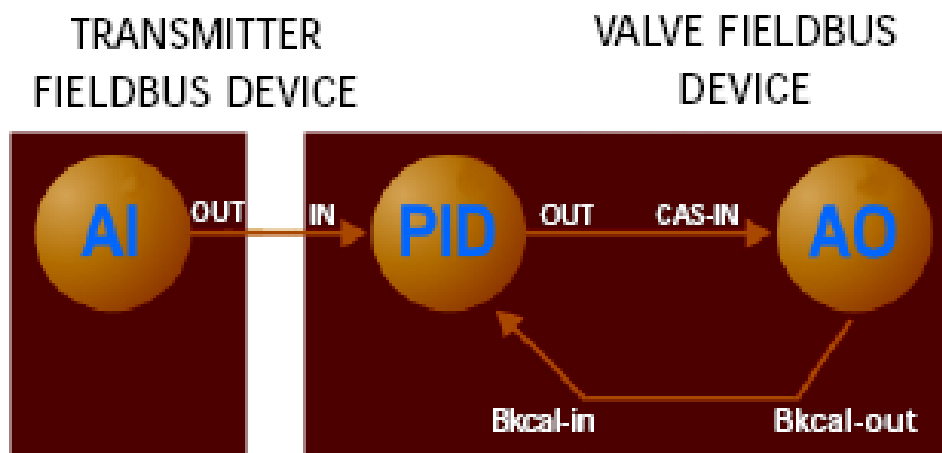 TRANSMITTER
FIELDBUS DEVICE
VALVE FIELDBUS
DEVICE
AI
OUT
IN
PID
OUT
CAS-IN
AO
Bkcal-in
Bkcal-out